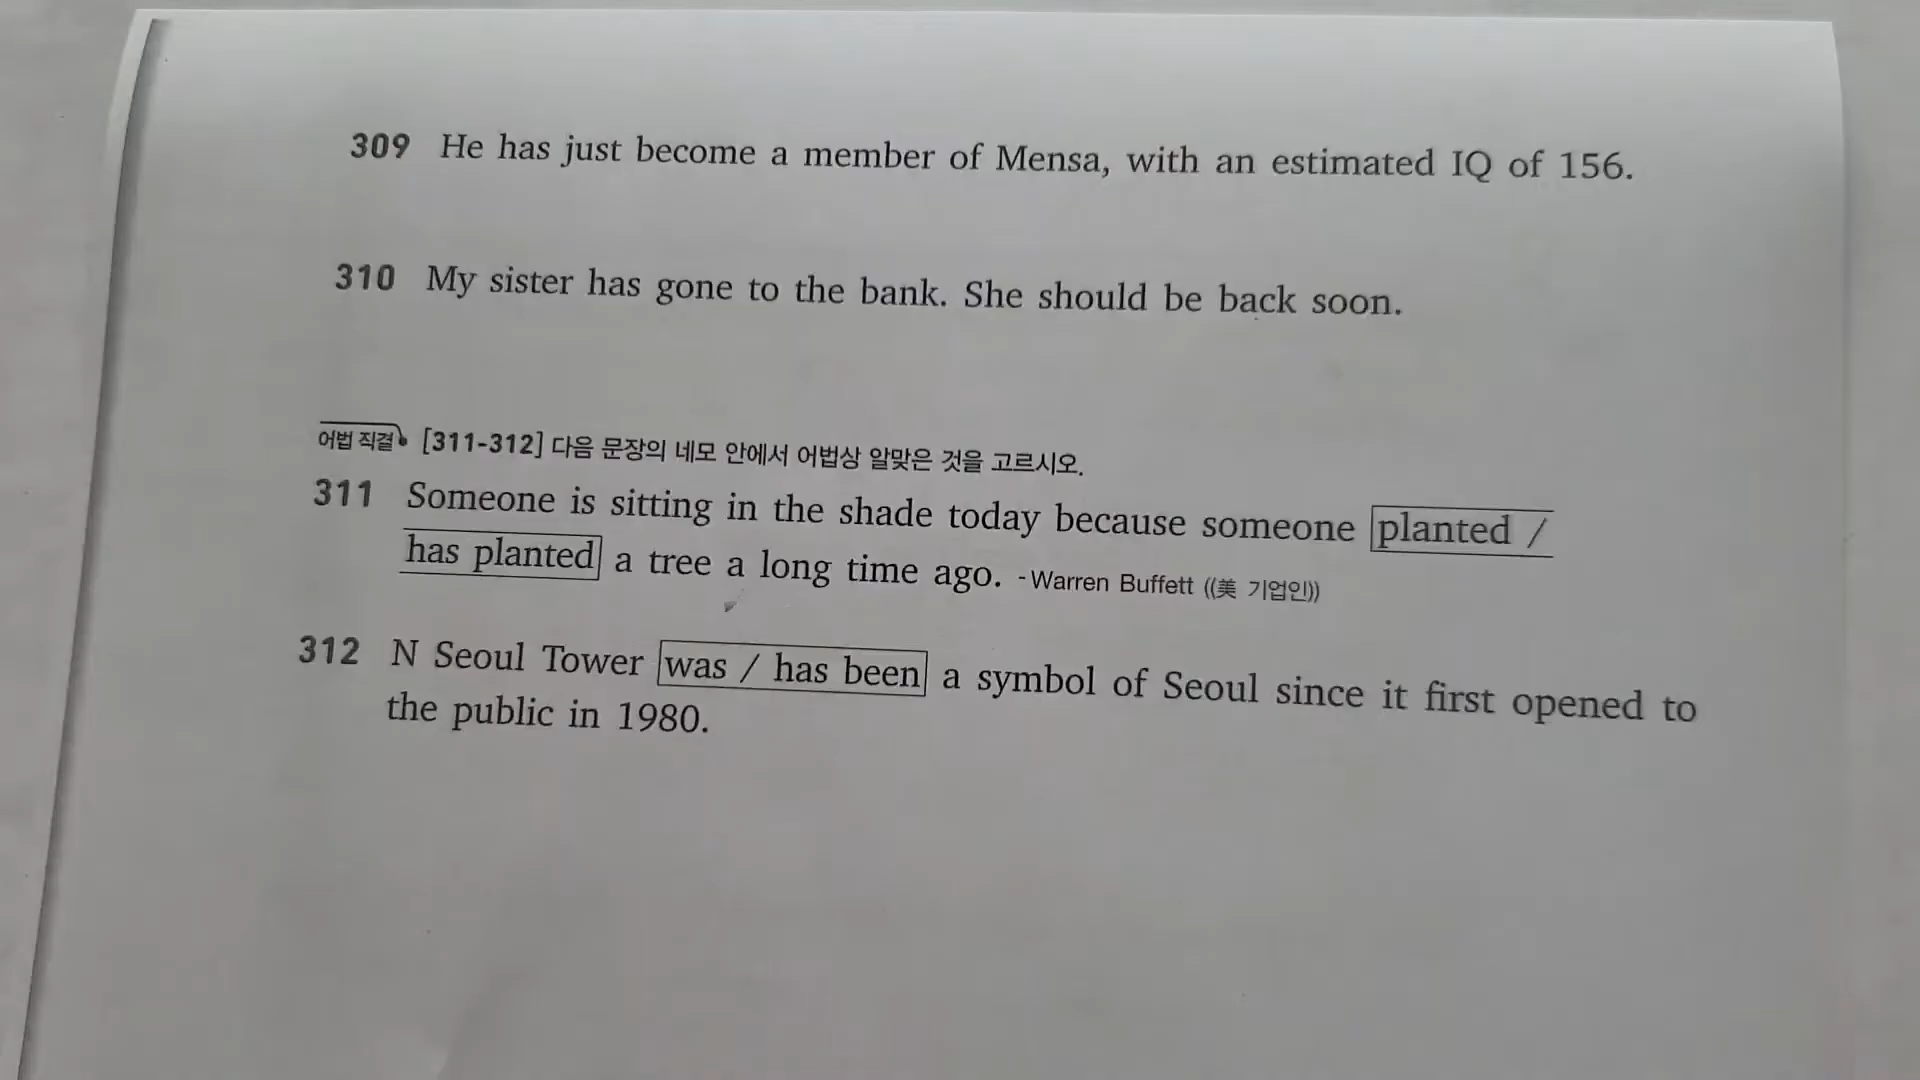 309 He has just become a member of Mensa, with an estimated IQ of 156.
310 My sister has gone to the bank. She should be back soon.
어법 직결 [311-312] 다음 문장의 네모 안에서 어법상 알맞은 것을 고르시오.
311 Someone is sitting in the shade today because someone planted /
has planted a tree a long time ago. - Warren Buffett ((美 기업인))
312 N Seoul Tower was / has been a symbol of Seoul since it first opened to
the public in 1980.